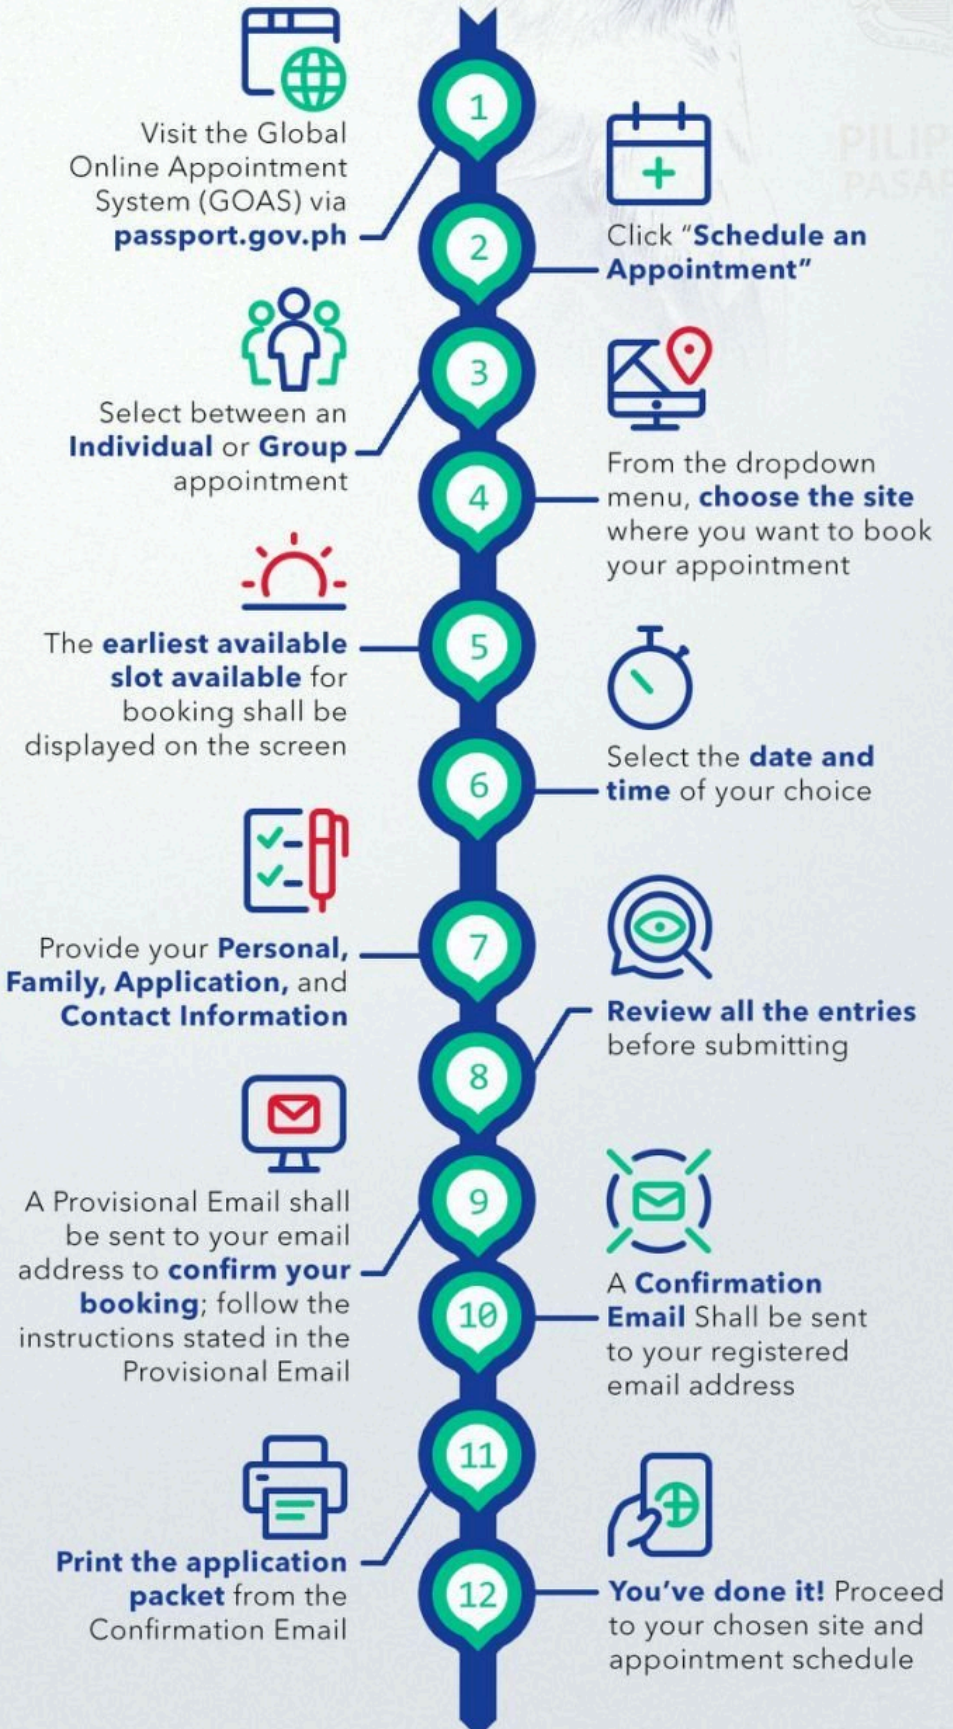 1
Visit the Global
Online Appointment
System (GOAS) via
passport.gov.ph
2
Click "Schedule an
Appointment"
3
Select between an
Individual or Group
appointment
4
From the dropdown
menu, choose the site
where you want to book
your appointment
5
The earliest available
slot available for
booking shall be
displayed on the screen
6
Select the date and
time of your choice
7
Provide your Personal,
Family, Application, and
Contact Information
8
Review all the entries
before submitting
9
A Provisional Email shall
be sent to your email
address to confirm your
booking; follow the
instructions stated in the
Provisional Email
10
A Confirmation
Email Shall be sent
to your registered
email address
11
Print the application
packet from the
Confirmation Email
12
You've done it! Proceed
to your chosen site and
appointment schedule
PILIP
PASA